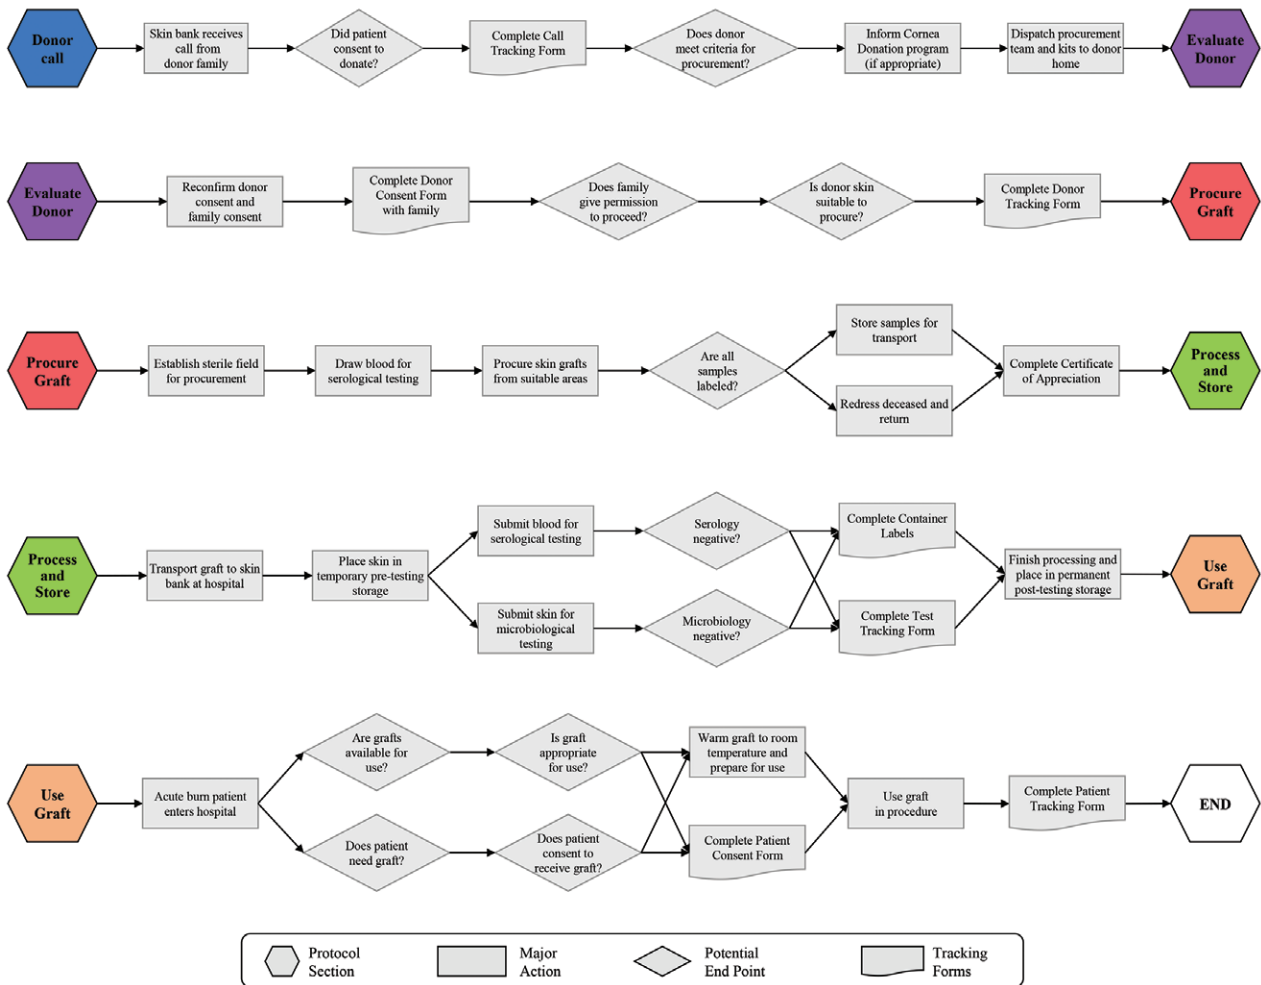 Donor
call
Skin bank receives
call from
donor family
Did patient
consent to
donate?
Complete Call
Tracking Form
Does donor
meet criteria for
procurement?
Inform Cornea
Donation program
(if appropriate)
Dispatch procurement
team and kits to donor
home
Evaluate
Donor
Evaluate
Donor
Reconfirm donor
consent and
family consent
Complete Donor
Consent Form
with family
Does family
give permission
to proceed?
Is donor skin
suitable to
procure?
Complete Donor
Tracking Form
Procure
Graft
Procure
Graft
Establish sterile field
for procurement
Draw blood for
serological testing
Procure skin grafts
from suitable areas
Are all
samples
labeled?
Store samples for
transport
Redress deceased and
return
Complete Certificate
of Appreciation
Process
and
Store
Process
and
Store
Transport graft to skin
bank at hospital
Place skin in
temporary pre-testing
storage
Submit blood for
serological testing
Submit skin for
microbiological
testing
Serology
negative?
Microbiology
negative?
Complete Container
Labels
Complete Test
Tracking Form
Finish processing and
place in permanent
post-testing storage
Use
Graft
Use
Graft
Acute burn patient
enters hospital
Are grafts
available for
use?
Does patient
need graft?
Is graft
appropriate
for use?
Does patient
consent to
receive graft?
Warm graft to room
temperature and
prepare for use
Complete Patient
Consent Form
Use graft
in procedure
Complete Patient
Tracking Form
END
Protocol
Section
Major
Action
Potential
End Point
Tracking
Forms